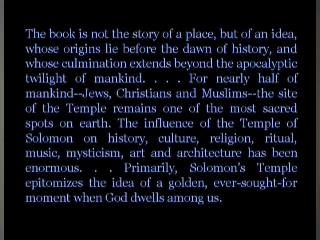 The book is not the story of a place, but of an idea,
whose origins lie before the dawn of history, and
whose culmination extends beyond the apocalyptic
twilight of mankind. . . . For nearly half of
mankind--Jews, Christians and Muslims--the site
of the Temple remains one of the most sacred
spots on earth. The influence of the Temple of
Solomon on history, culture, religion, ritual,
music, mysticism, art and architecture has been
enormous. . . Primarily, Solomon's Temple
epitomizes the idea of a golden, ever-sought-for
moment when God dwells among us.